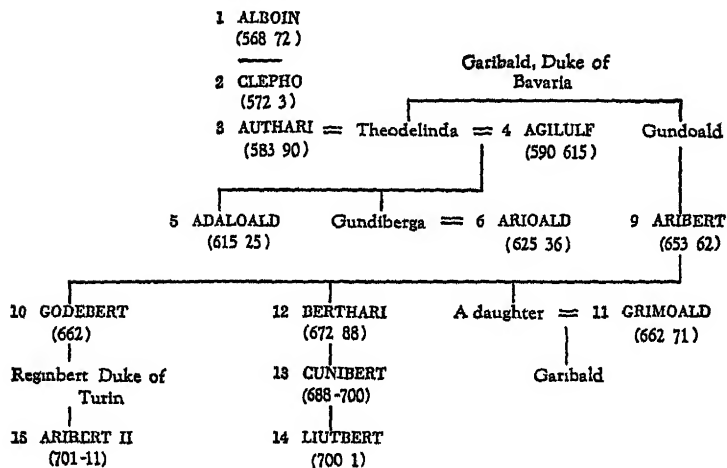 1 ALBOIN
(568 72)
Garibald, Duke of
Bavaria
2 CLEPHO
(572 3)
3 AUTHARI = Theodelinda = 4 AGILULF
Gundoald
(583 90)
(590 615)
5 ADALOALD
Gundiberga = 6 ARIOALD
9 ARIBERT
(615 25)
(625 36)
(653 62)
10 GODEBERT
12 BERTHARI
A daughter = 11 GRIMOALD
(662)
(672 88)
(662 71)
Reginbert Duke of
Turin
13 CUNIBERT
(688-700)
Garibald
15 ARIBERT II
(701-11)
14 LIUTBERT
(700 1)